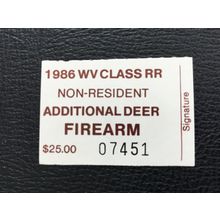 1986 WV CLASS RR
NON-RESIDENT
ADDITIONAL DEER
FIREARM
$25.00 07451
Signature